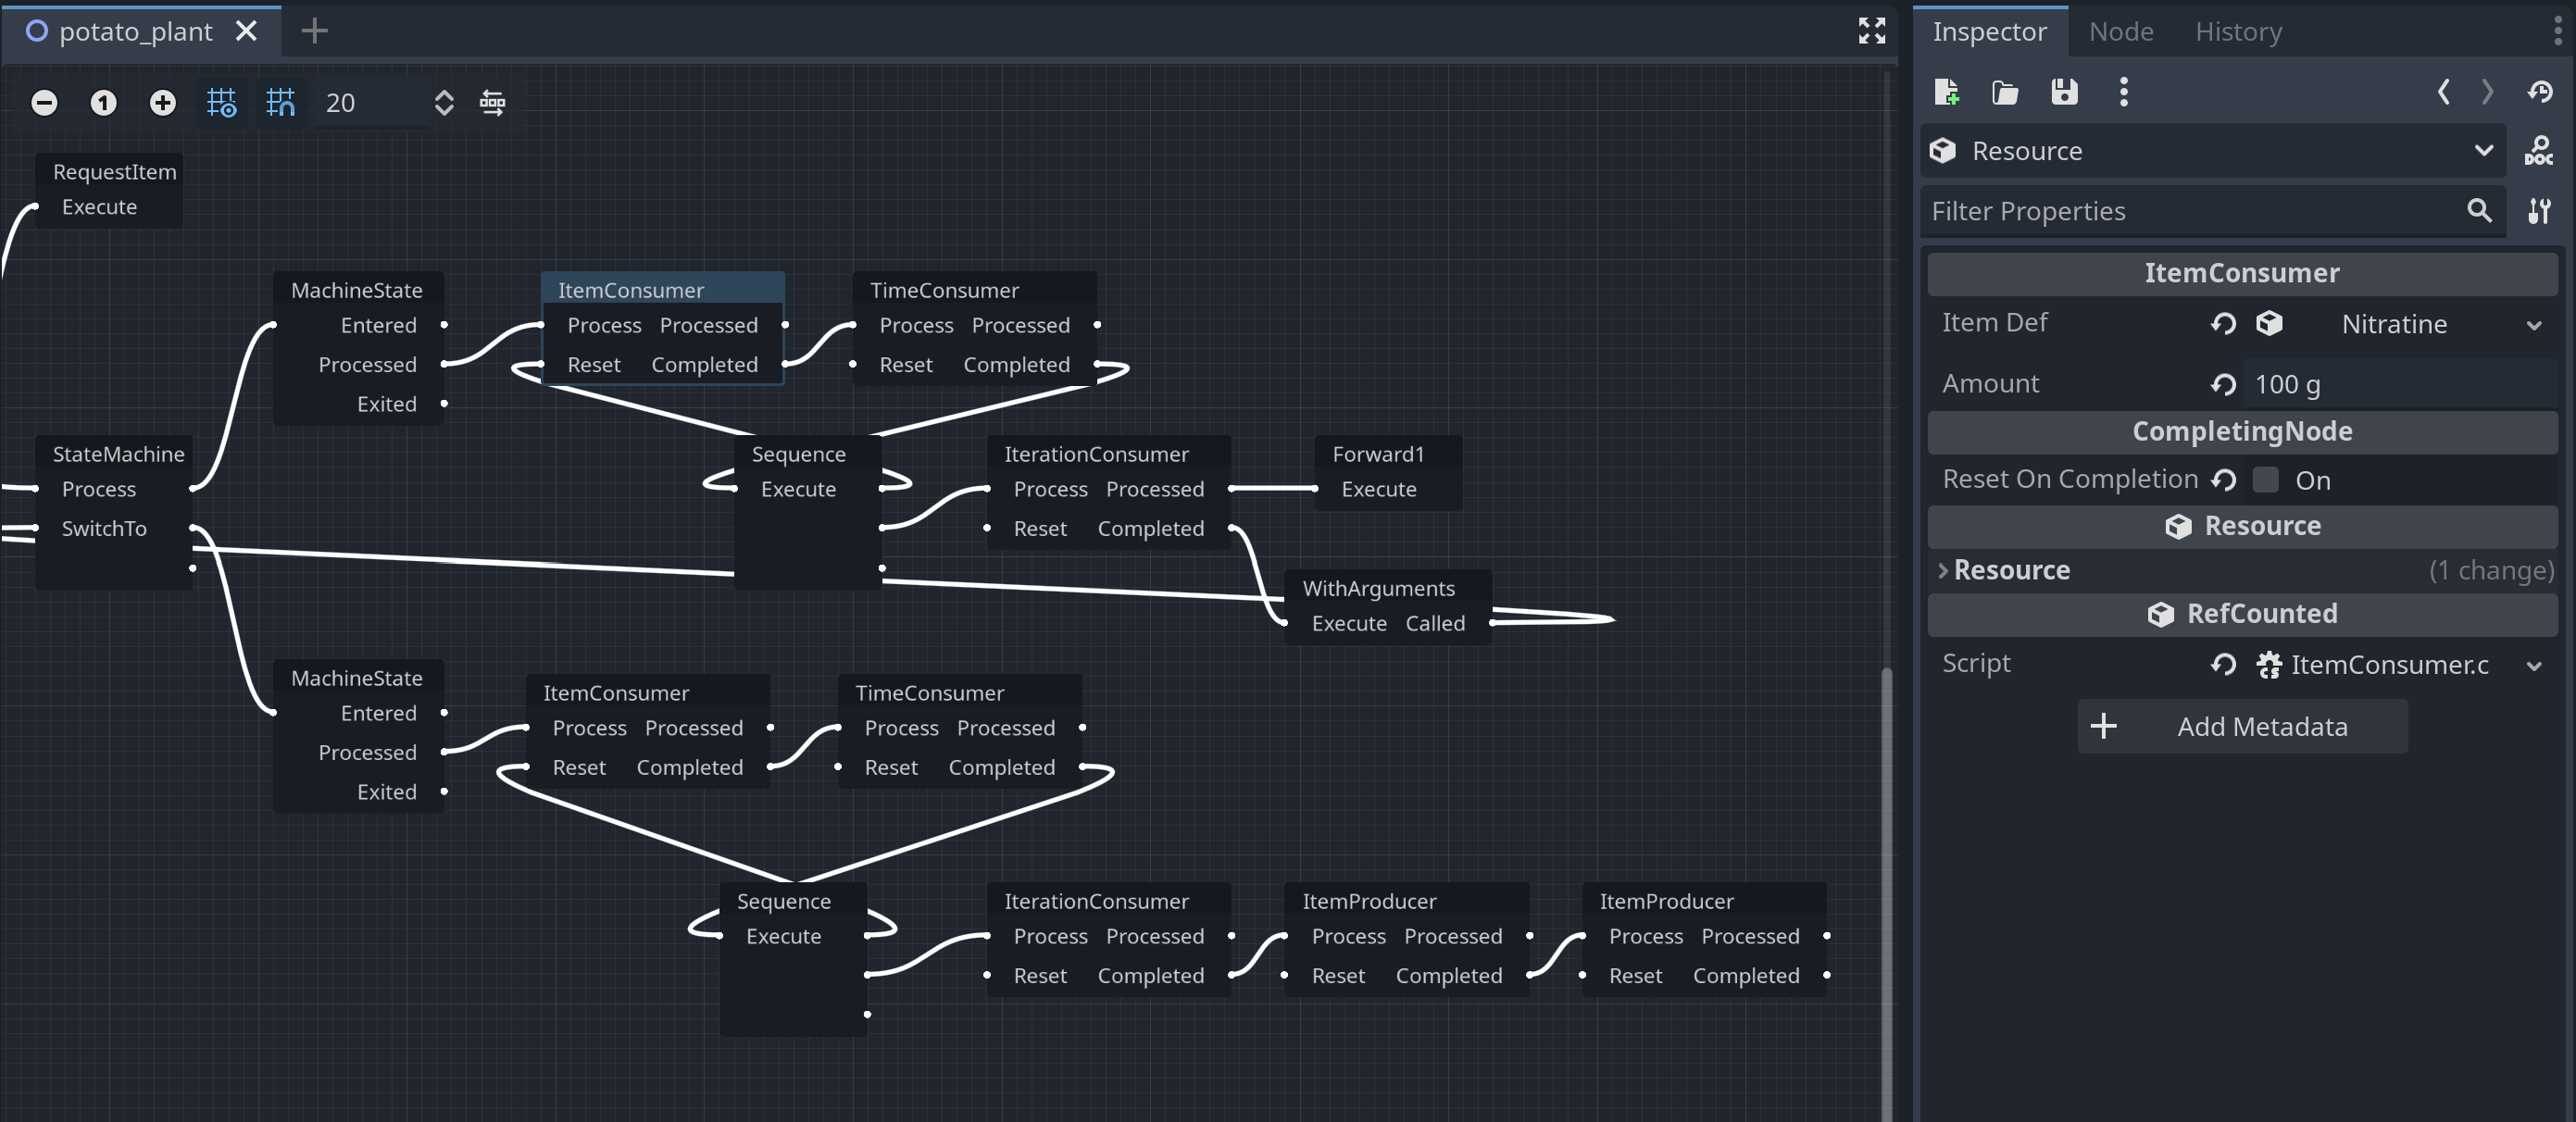 potato_plant
1
20
RequestItem
Execute
MachineState
Entered
Processed
Exited
ItemConsumer
Process Processed
Reset Completed
TimeConsumer
Process Processed
Reset Completed
StateMachine
Process
SwitchTo
Sequence
Execute
IterationConsumer
Process Processed
Reset Completed
Forward1
Execute
WithArguments
Execute Called
MachineState
Entered
Processed
Exited
ItemConsumer
Process Processed
Reset Completed
TimeConsumer
Process Processed
Reset Completed
Sequence
Execute
IterationConsumer
Process Processed
Reset Completed
ItemProducer
Process Processed
Reset Completed
ItemProducer
Process Processed
Reset Completed
Inspector Node History
Resource
DOC
Filter Properties
ItemConsumer
Item Def Nitratine
Amount 100 g
CompletingNode
Reset On Completion On
Resource
Resource (1 change)
RefCounted
Script ItemConsumer.c
Add Metadata